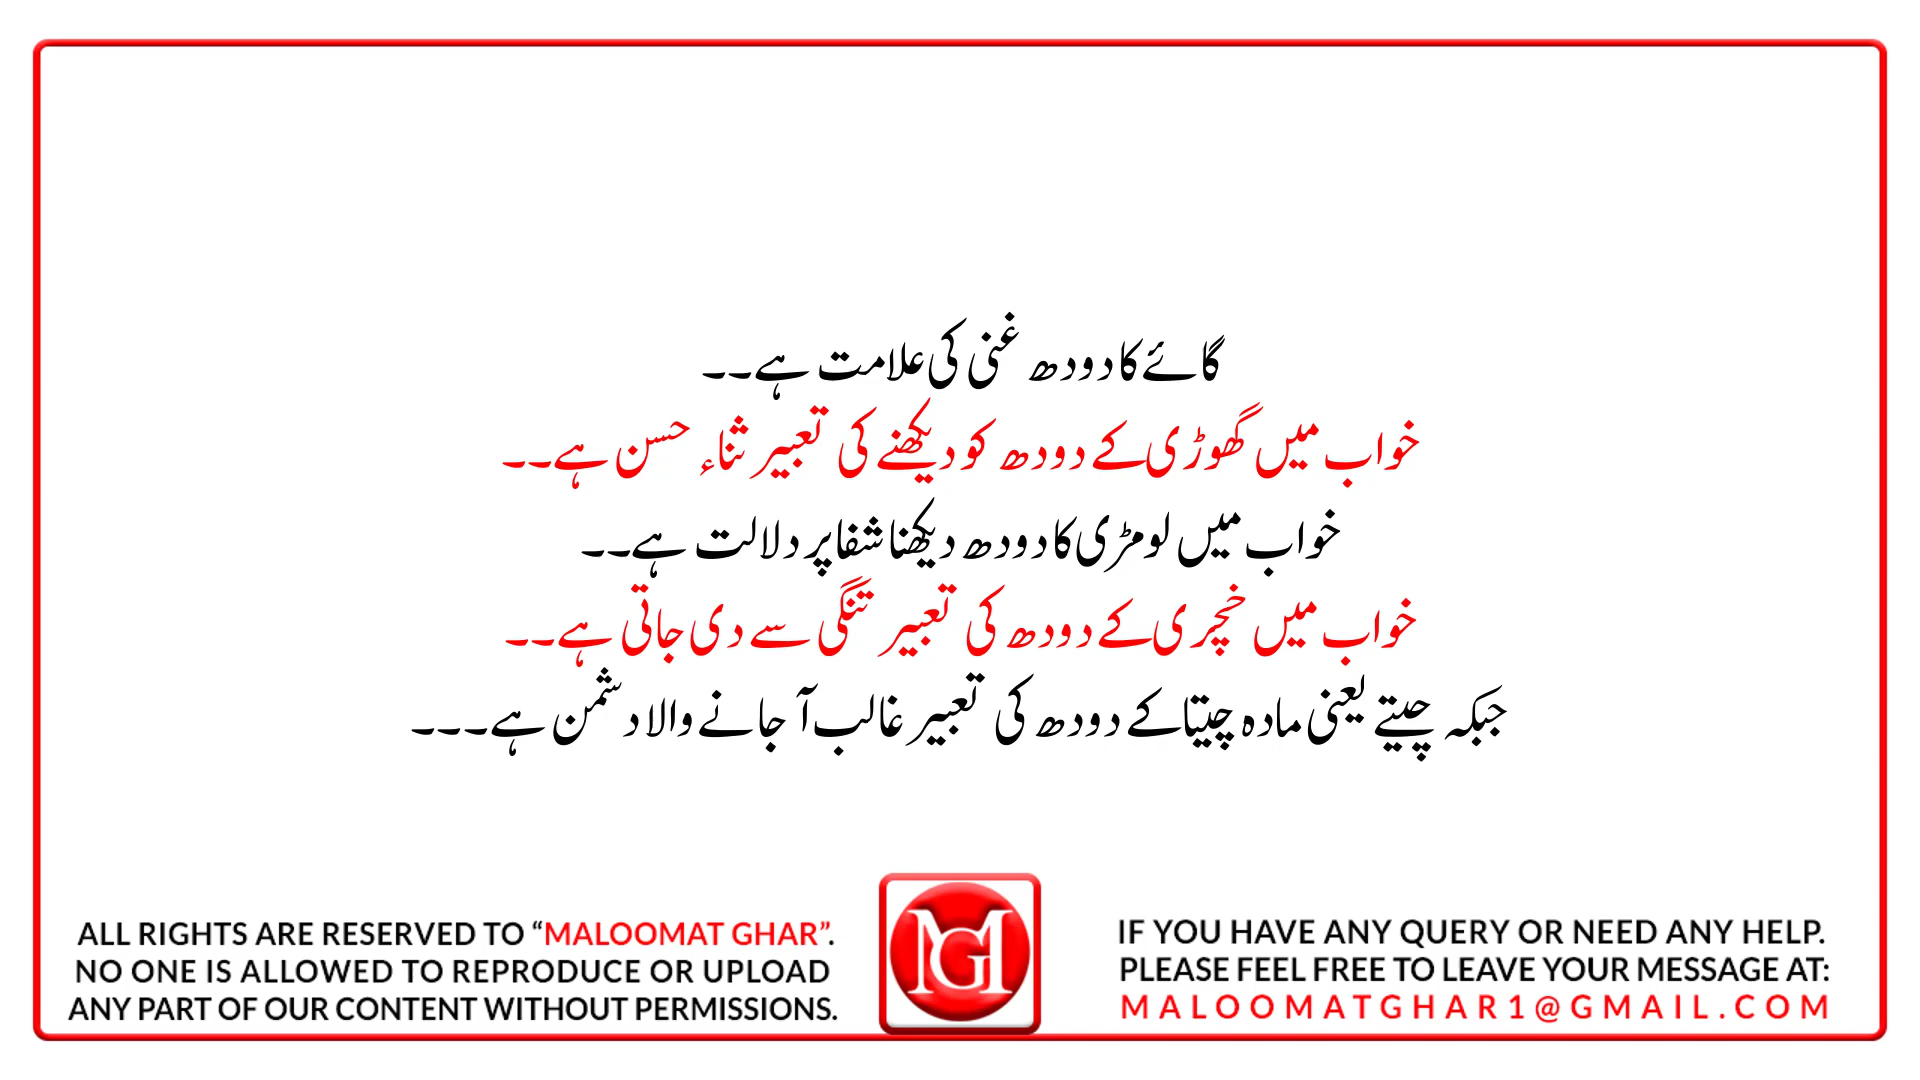 گائے کا دودھ غنی کی علامت ہے۔۔
خواب میں گھوڑی کے دودھ کو دیکھنے کی تعبیر ثناء حسن ہے۔۔
خواب میں لومڑی کا دودھ دیکھنا شفا پر دلالت ہے۔۔
خواب میں خچری کے دودھ کی تعبیر تنگی سے دی جاتی ہے۔۔
جبکہ چیتے یعنی مادہ چیتا کے دودھ کی تعبیر غالب آ جانے والا دشمن ہے۔۔۔
ALL RIGHTS ARE RESERVED TO “MALOOMAT GHAR”.
NO ONE IS ALLOWED TO REPRODUCE OR UPLOAD
ANY PART OF OUR CONTENT WITHOUT PERMISSIONS.
MG
IF YOU HAVE ANY QUERY OR NEED ANY HELP.
PLEASE FEEL FREE TO LEAVE YOUR MESSAGE AT:
MALOOMATGHAR1@GMAIL.COM